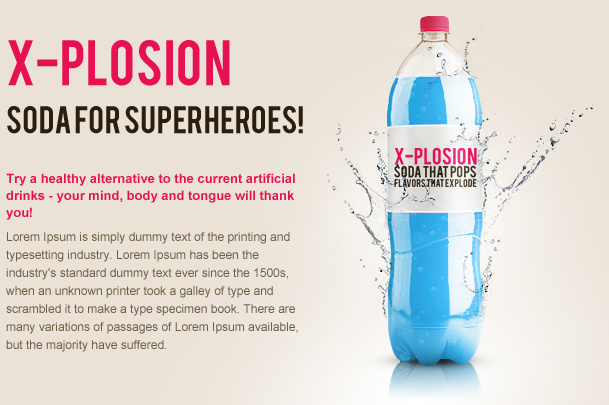 X-PLOSION
SODA FOR SUPERHEROES!
Try a healthy alternative to the current artificial
drinks - your mind, body and tongue will thank
you!
Lorem Ipsum is simply dummy text of the printing and
typesetting industry. Lorem Ipsum has been the
industry's standard dummy text ever since the 1500s,
when an unknown printer took a galley of type and
scrambled it to make a type specimen book. There are
many variations of passages of Lorem Ipsum available,
but the majority have suffered.
X-PLOSION
SODA THAT POPS
FLAVORS THAT EXPLODE